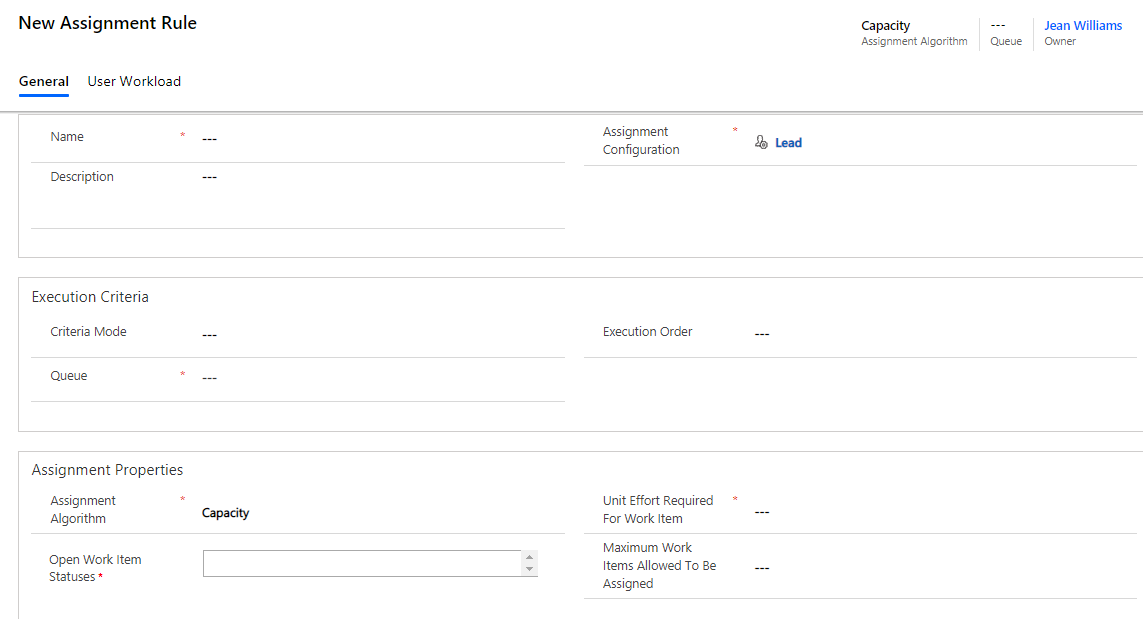 New Assignment Rule
Capacity
Assignment Algorithm
---
Queue
Jean Williams
Owner
General
User Workload
Name * ---
Assignment
Configuration
* Lead
Description ---
Execution Criteria
Criteria Mode ---
Execution Order ---
Queue * ---
Assignment Properties
Assignment
Algorithm
* Capacity
Unit Effort Required
For Work Item
* ---
Open Work Item
Statuses *
Maximum Work
Items Allowed To Be
Assigned
---